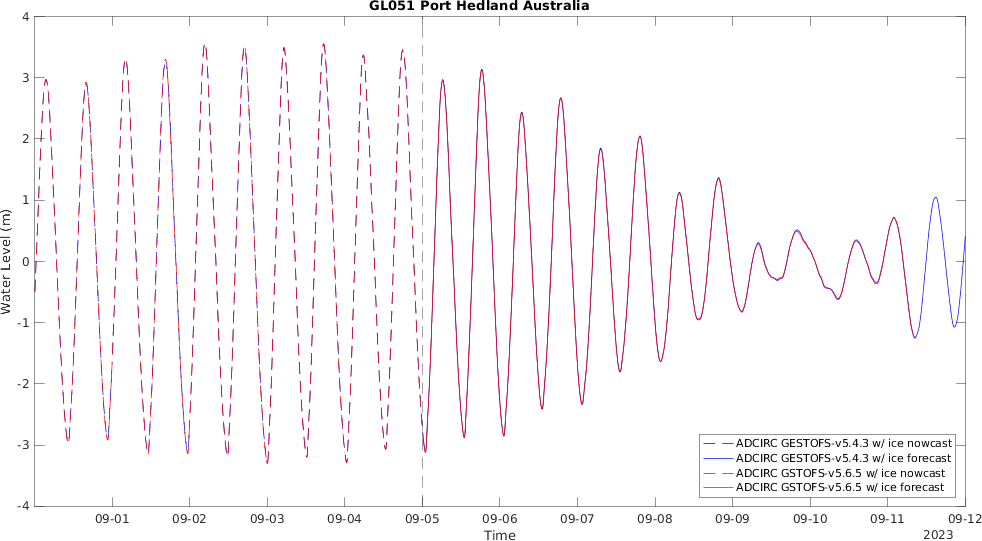 GL051 Port Hedland Australia
Water Level (m)
4
3
2
1
0
-1
-2
-3
-4
ADCIRC GESTOFS-v5.4.3 w/ ice nowcast
ADCIRC GESTOFS-v5.4.3 w/ ice forecast
ADCIRC GSTOFS-v5.6.5 w/ ice nowcast
ADCIRC GSTOFS-v5.6.5 w/ ice forecast
09-01 09-02 09-03 09-04 09-05 09-06 09-07 09-08 09-09 09-10 09-11 09-12
Time
2023